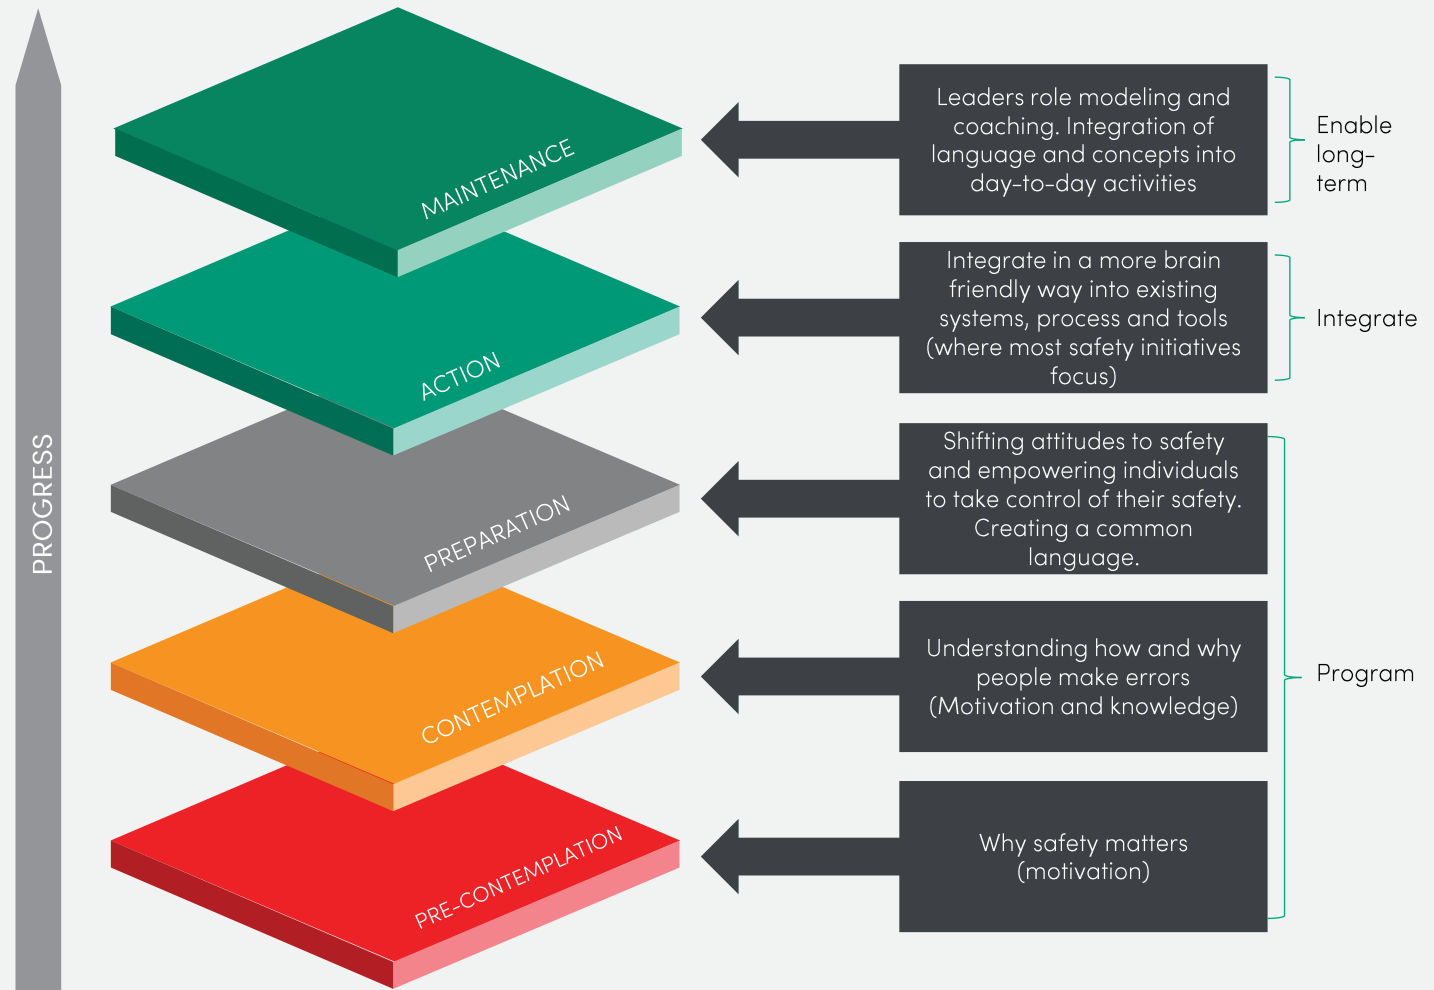 PROGRESS
MAINTENANCE
Leaders role modeling and
coaching. Integration of
language and concepts into
day-to-day activities
Enable
long-
term
ACTION
Integrate in a more brain
friendly way into existing
systems, process and tools
(where most safety initiatives
focus)
Integrate
PREPARATION
Shifting attitudes to safety
and empowering individuals
to take control of their safety.
Creating a common
language.
CONTEMPLATION
Understanding how and why
people make errors
(Motivation and knowledge)
Program
PRE-CONTEMPLATION
Why safety matters
(motivation)